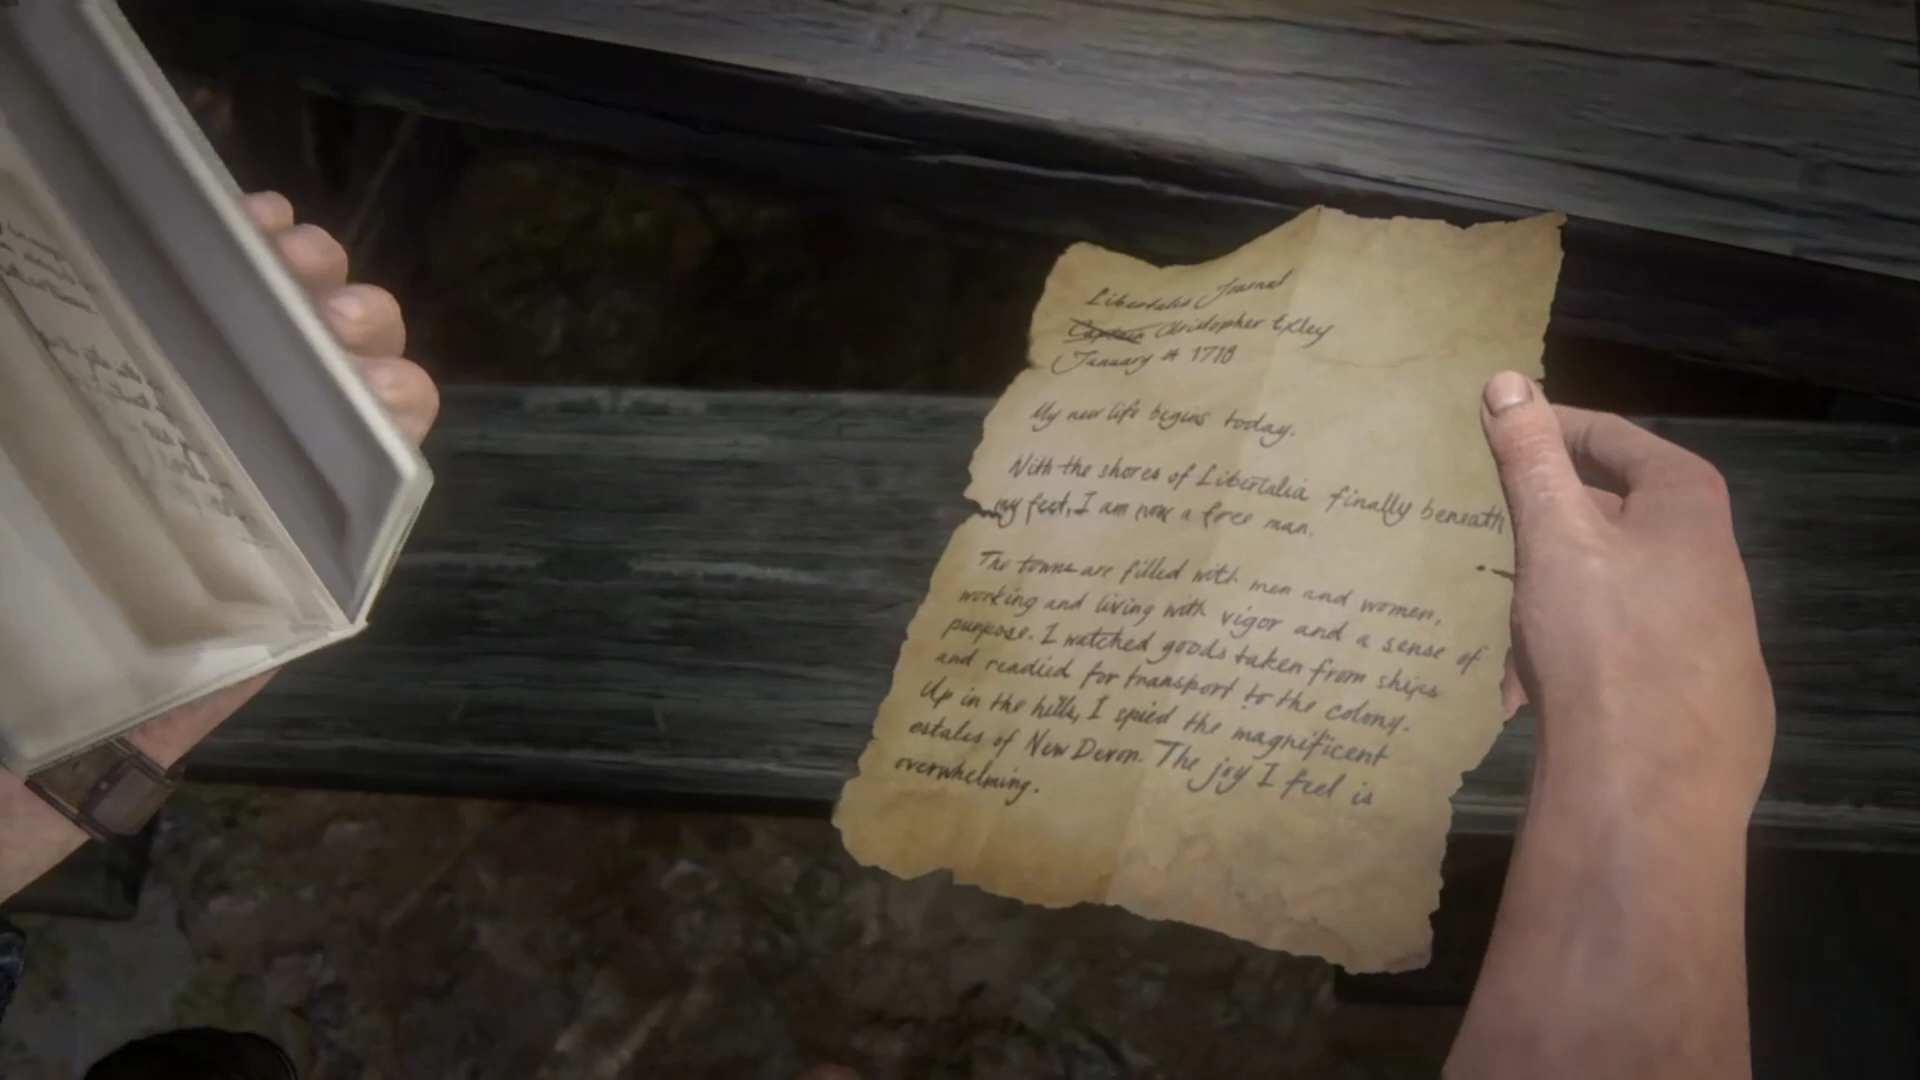 Libertalia Journal
Captain Christopher Exley
January 4 1718
My new life begins today.
With the shores of Libertalia finally beneath
my feet, I am now a free man.
The towns are filled with men and women,
working and living with vigor and a sense of
purpose. I watched goods taken from ships
and readied for transport to the colony.
Up in the hills, I spied the magnificent
estates of New Devon. The joy I feel is
overwhelming.